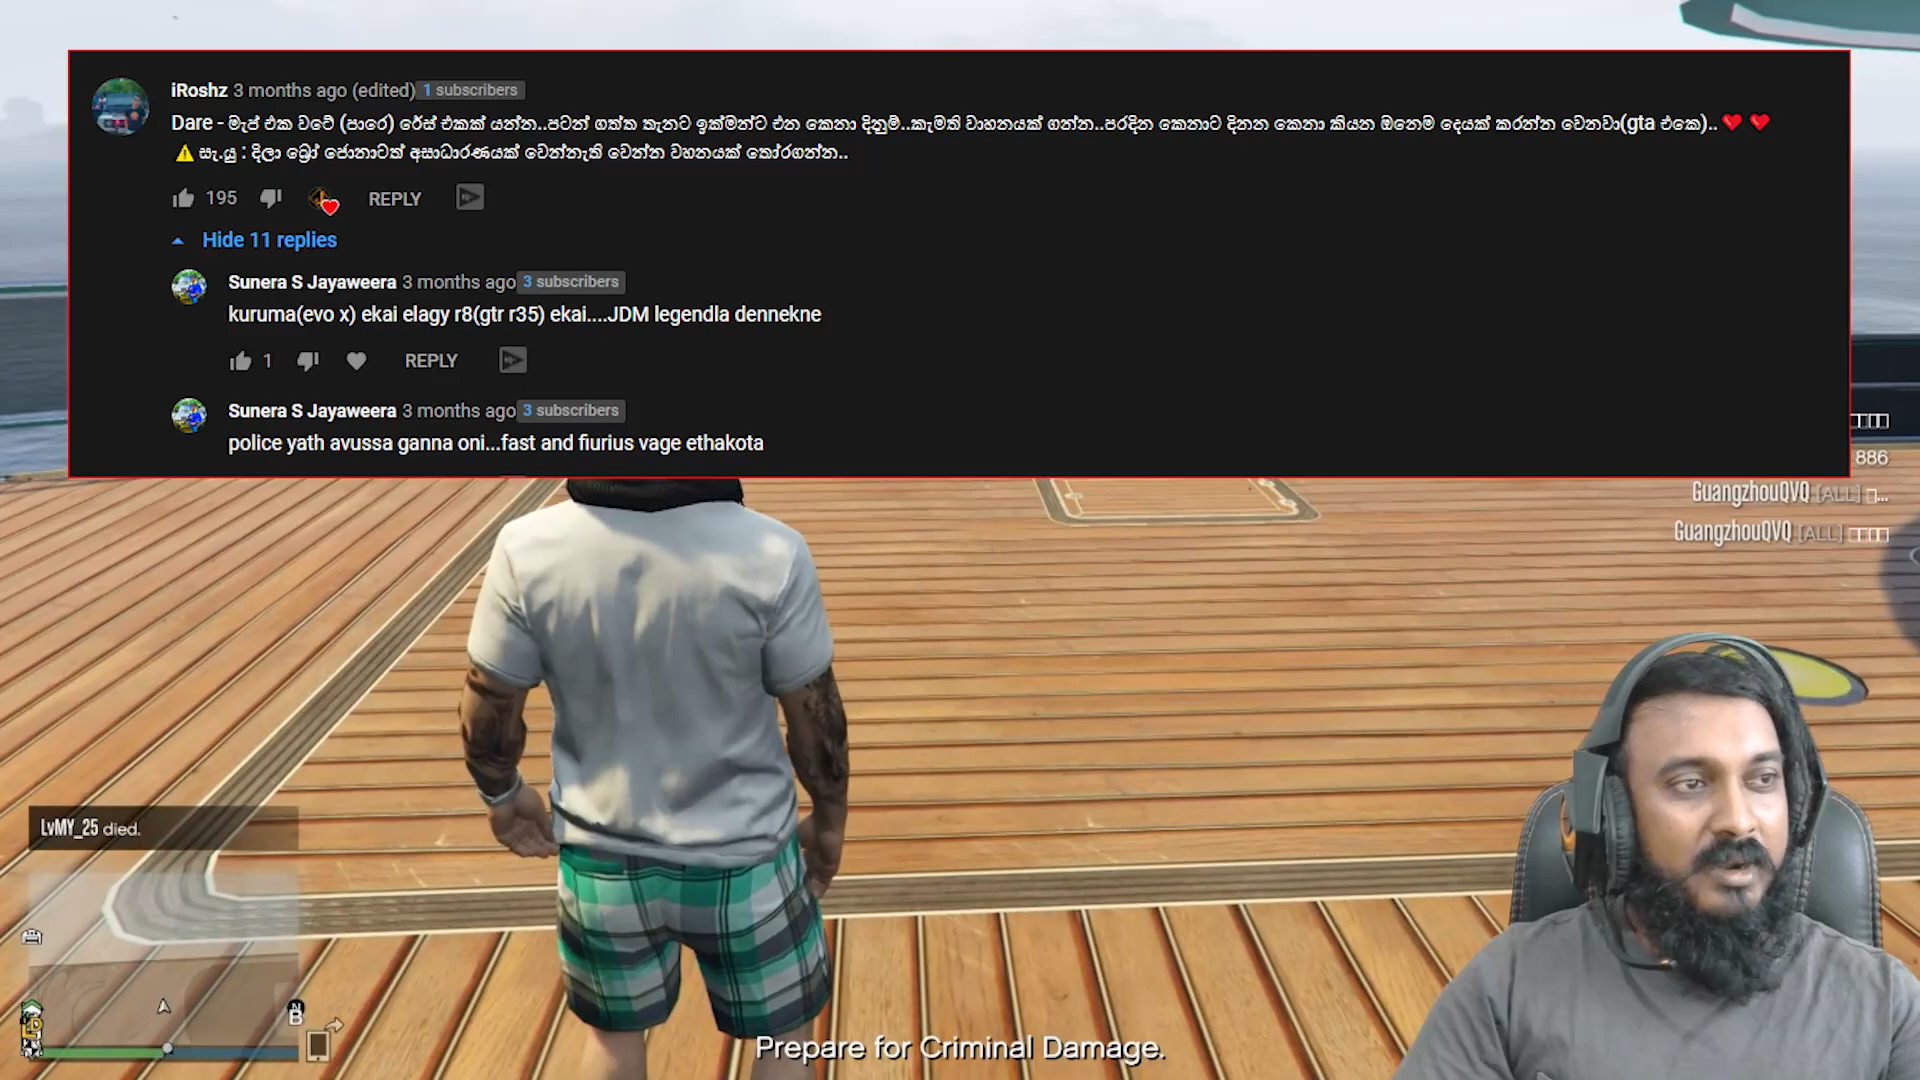 iRoshz 3 months ago (edited) 1 subscribers
Dare - මැප් එක වටේ (පාරෙ) රේස් එකක් යන්න..පටන් ගත්ත තැනට ඉක්මන්ට එන කෙනා දිනුම්..කැමති වාහනයක් ගන්න..පරදින කෙනාට දිනන කෙනා කියන ඔනෙම දෙයක් කරන්න වෙනවා(gta එකෙ)..❤️ ❤️
⚠️ සැ.යු : දිලා බ්‍රෝ ජොනාටත් අසාධාරණයක් වෙන්නැති වෙන්න වහනයක් තෝරගන්න..
195 REPLY
Hide 11 replies
Sunera S Jayaweera 3 months ago 3 subscribers
kuruma(evo x) ekai elagy r8(gtr r35) ekai....JDM legendla dennekne
1 REPLY
Sunera S Jayaweera 3 months ago 3 subscribers
police yath avussa ganna oni...fast and fiurius vage ethakota
886
GuangzhouQVQ [ALL]
GuangzhouQVQ [ALL]
LvMY_25 died.
N
B
Prepare for Criminal Damage.